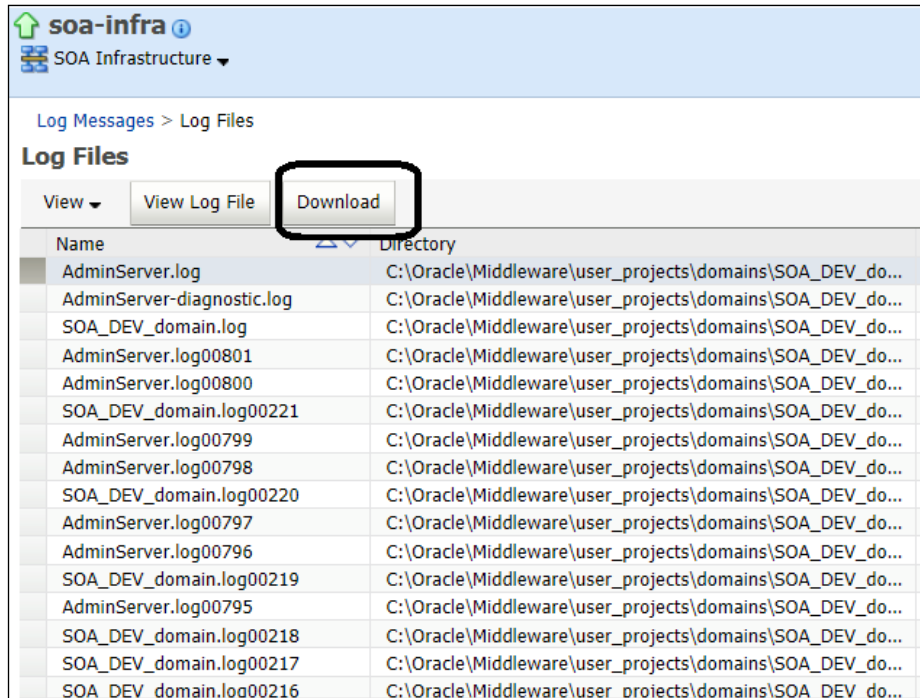 soa-infra
SOA Infrastructure
Log Messages > Log Files
Log Files
View View Log File Download
Name Directory
AdminServer.log C:\Oracle\Middleware\user_projects\domains\SOA_DEV_do...
AdminServer-diagnostic.log C:\Oracle\Middleware\user_projects\domains\SOA_DEV_do...
SOA_DEV_domain.log C:\Oracle\Middleware\user_projects\domains\SOA_DEV_do...
AdminServer.log00801 C:\Oracle\Middleware\user_projects\domains\SOA_DEV_do...
AdminServer.log00800 C:\Oracle\Middleware\user_projects\domains\SOA_DEV_do...
SOA_DEV_domain.log00221 C:\Oracle\Middleware\user_projects\domains\SOA_DEV_do...
AdminServer.log00799 C:\Oracle\Middleware\user_projects\domains\SOA_DEV_do...
AdminServer.log00798 C:\Oracle\Middleware\user_projects\domains\SOA_DEV_do...
SOA_DEV_domain.log00220 C:\Oracle\Middleware\user_projects\domains\SOA_DEV_do...
AdminServer.log00797 C:\Oracle\Middleware\user_projects\domains\SOA_DEV_do...
AdminServer.log00796 C:\Oracle\Middleware\user_projects\domains\SOA_DEV_do...
SOA_DEV_domain.log00219 C:\Oracle\Middleware\user_projects\domains\SOA_DEV_do...
AdminServer.log00795 C:\Oracle\Middleware\user_projects\domains\SOA_DEV_do...
SOA_DEV_domain.log00218 C:\Oracle\Middleware\user_projects\domains\SOA_DEV_do...
SOA_DEV_domain.log00217 C:\Oracle\Middleware\user_projects\domains\SOA_DEV_do...
SOA_DEV_domain.log00216 C:\Oracle\Middleware\user_projects\domains\SOA_DEV_do...